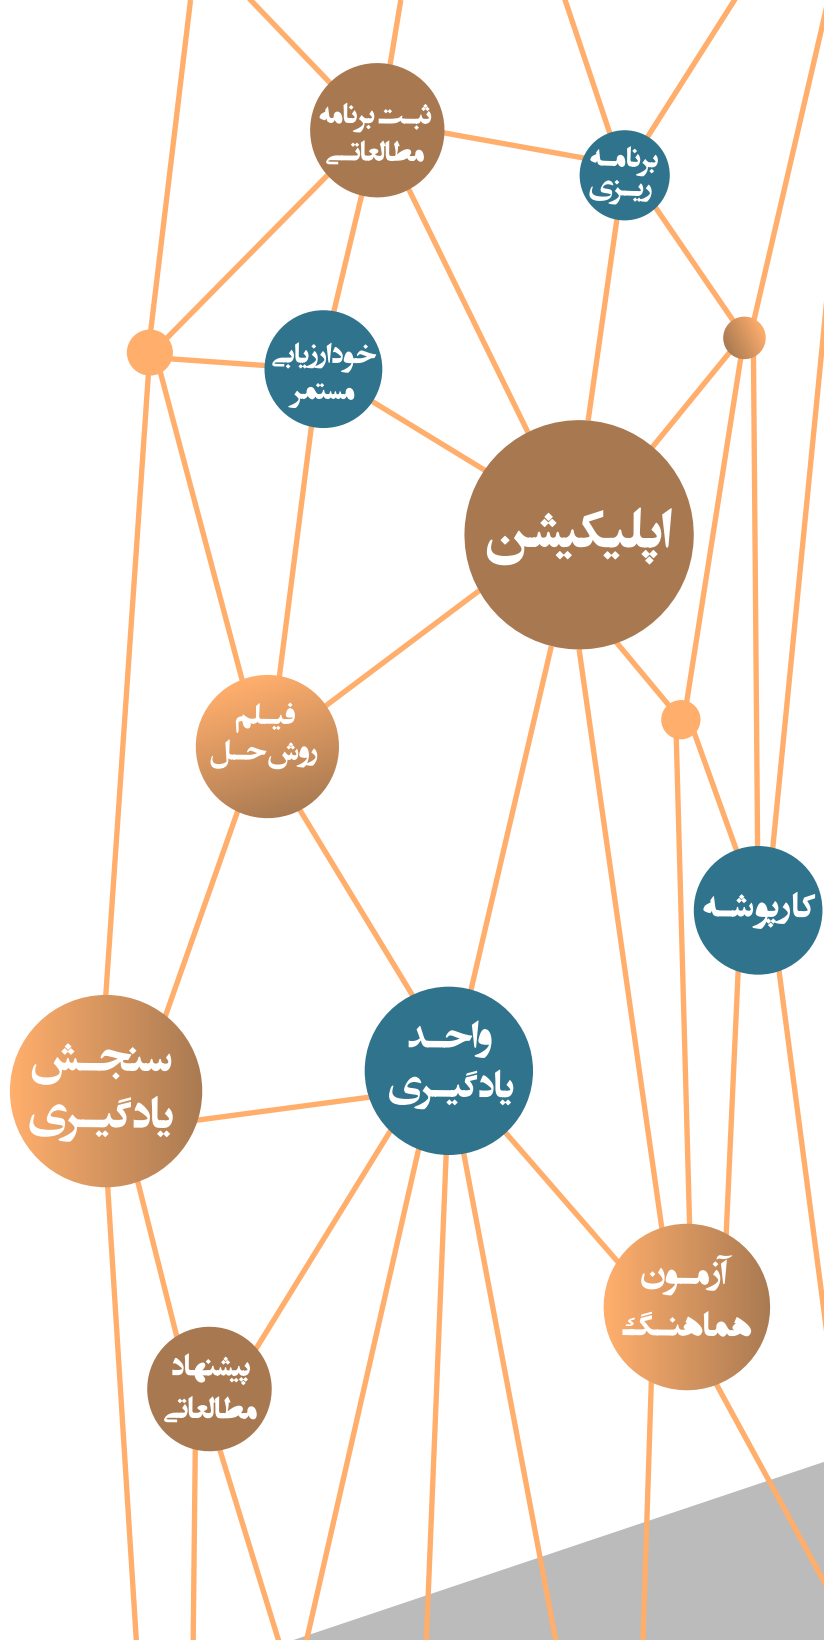 ثبت برنامه
مطالعاتی
برنامه
ریزی
خودارزیابی
مستمر
اپلیکیشن
فیلم
روش حل
کارپوشه
واحد
یادگیری
سنجش
یادگیری
آزمون
هماهنگ
پیشنهاد
مطالعاتی